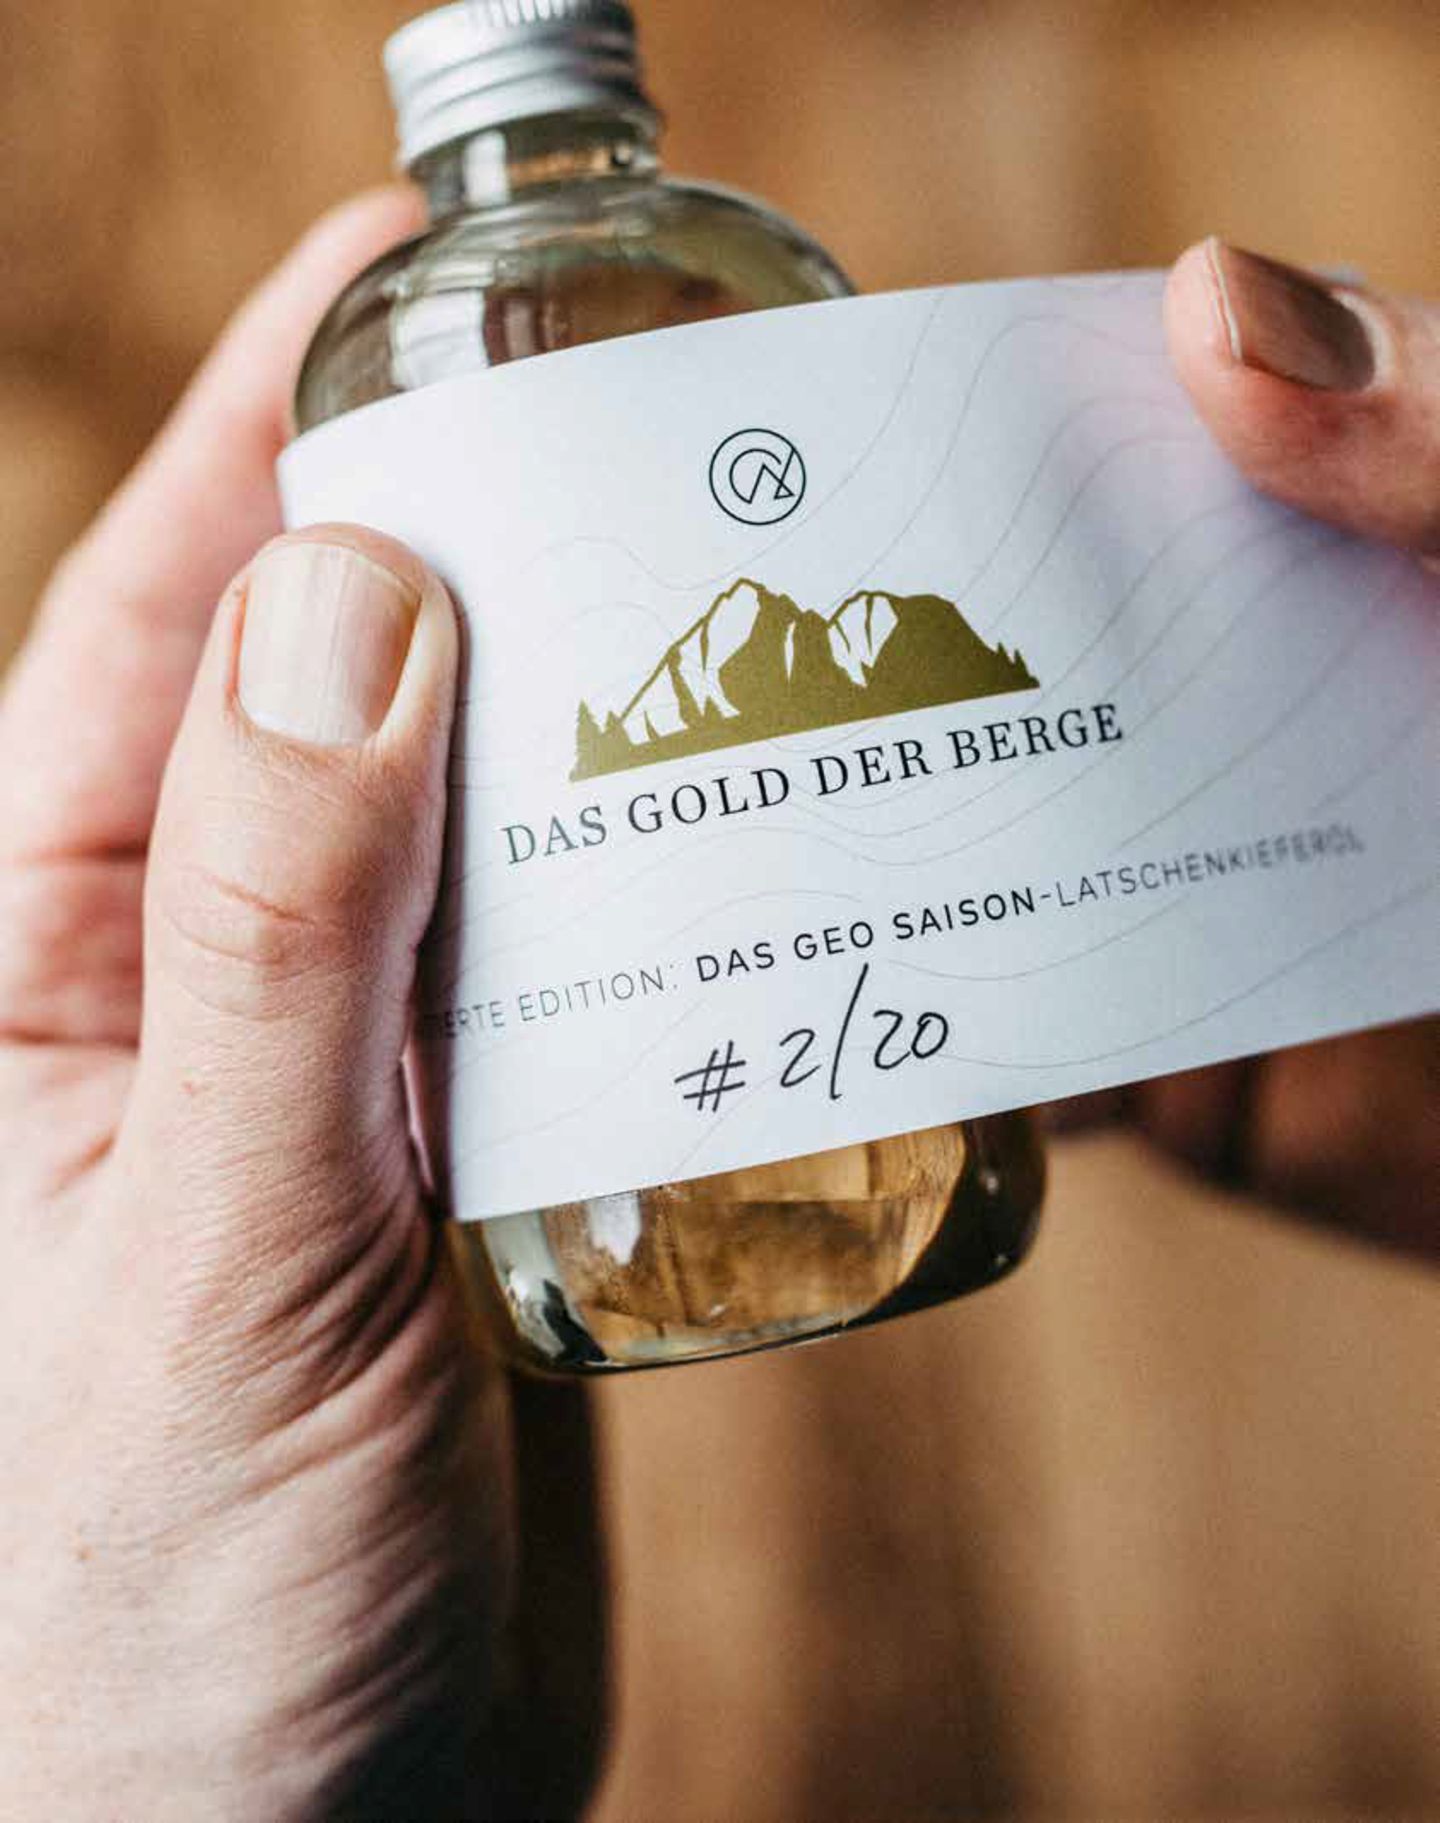 DAS GOLD DER BERGE
ERTE EDITION: DAS GEO SAISON-LATSCHENKIEFERÖL
# 2/20